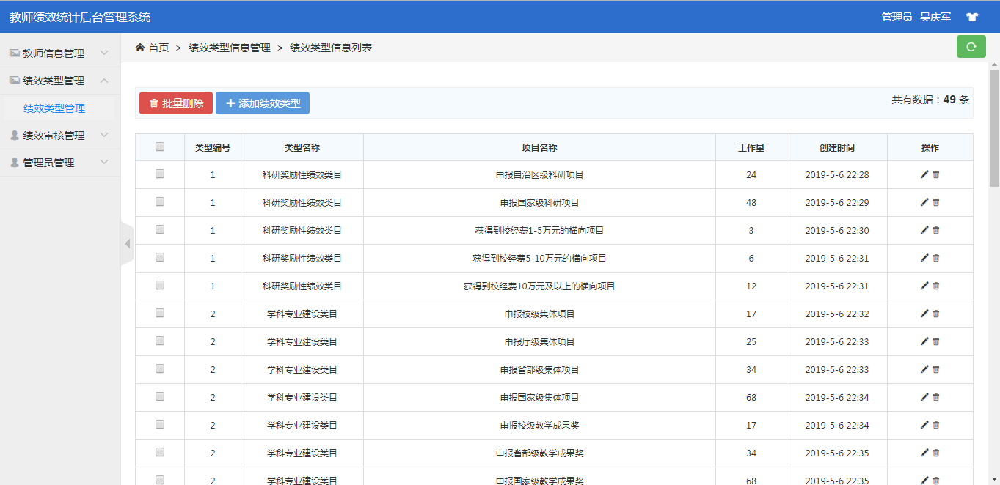 教师绩效统计后台管理系统
管理员 吴庆军
教师信息管理
绩效类型管理
绩效类型管理
绩效审核管理
管理员管理
首页 > 绩效类型信息管理 > 绩效类型信息列表
批量删除 添加绩效类型 共有数据：49 条
类型编号 类型名称 项目名称 工作量 创建时间 操作
1 科研奖励性绩效类目 申报自治区级科研项目 24 2019-5-6 22:28
1 科研奖励性绩效类目 申报国家级科研项目 48 2019-5-6 22:29
1 科研奖励性绩效类目 获得到校经费1-5万元的横向项目 3 2019-5-6 22:30
1 科研奖励性绩效类目 获得到校经费5-10万元的横向项目 6 2019-5-6 22:31
1 科研奖励性绩效类目 获得到校经费10万元及以上的横向项目 12 2019-5-6 22:31
2 学科专业建设类目 申报校级集体项目 17 2019-5-6 22:32
2 学科专业建设类目 申报厅级集体项目 25 2019-5-6 22:33
2 学科专业建设类目 申报省部级集体项目 34 2019-5-6 22:33
2 学科专业建设类目 申报国家级集体项目 68 2019-5-6 22:34
2 学科专业建设类目 申报校级教学成果奖 17 2019-5-6 22:34
2 学科专业建设类目 申报省部级教学成果奖 34 2019-5-6 22:35
2 学科专业建设类目 申报国家级教学成果奖 68 2019-5-6 22:35